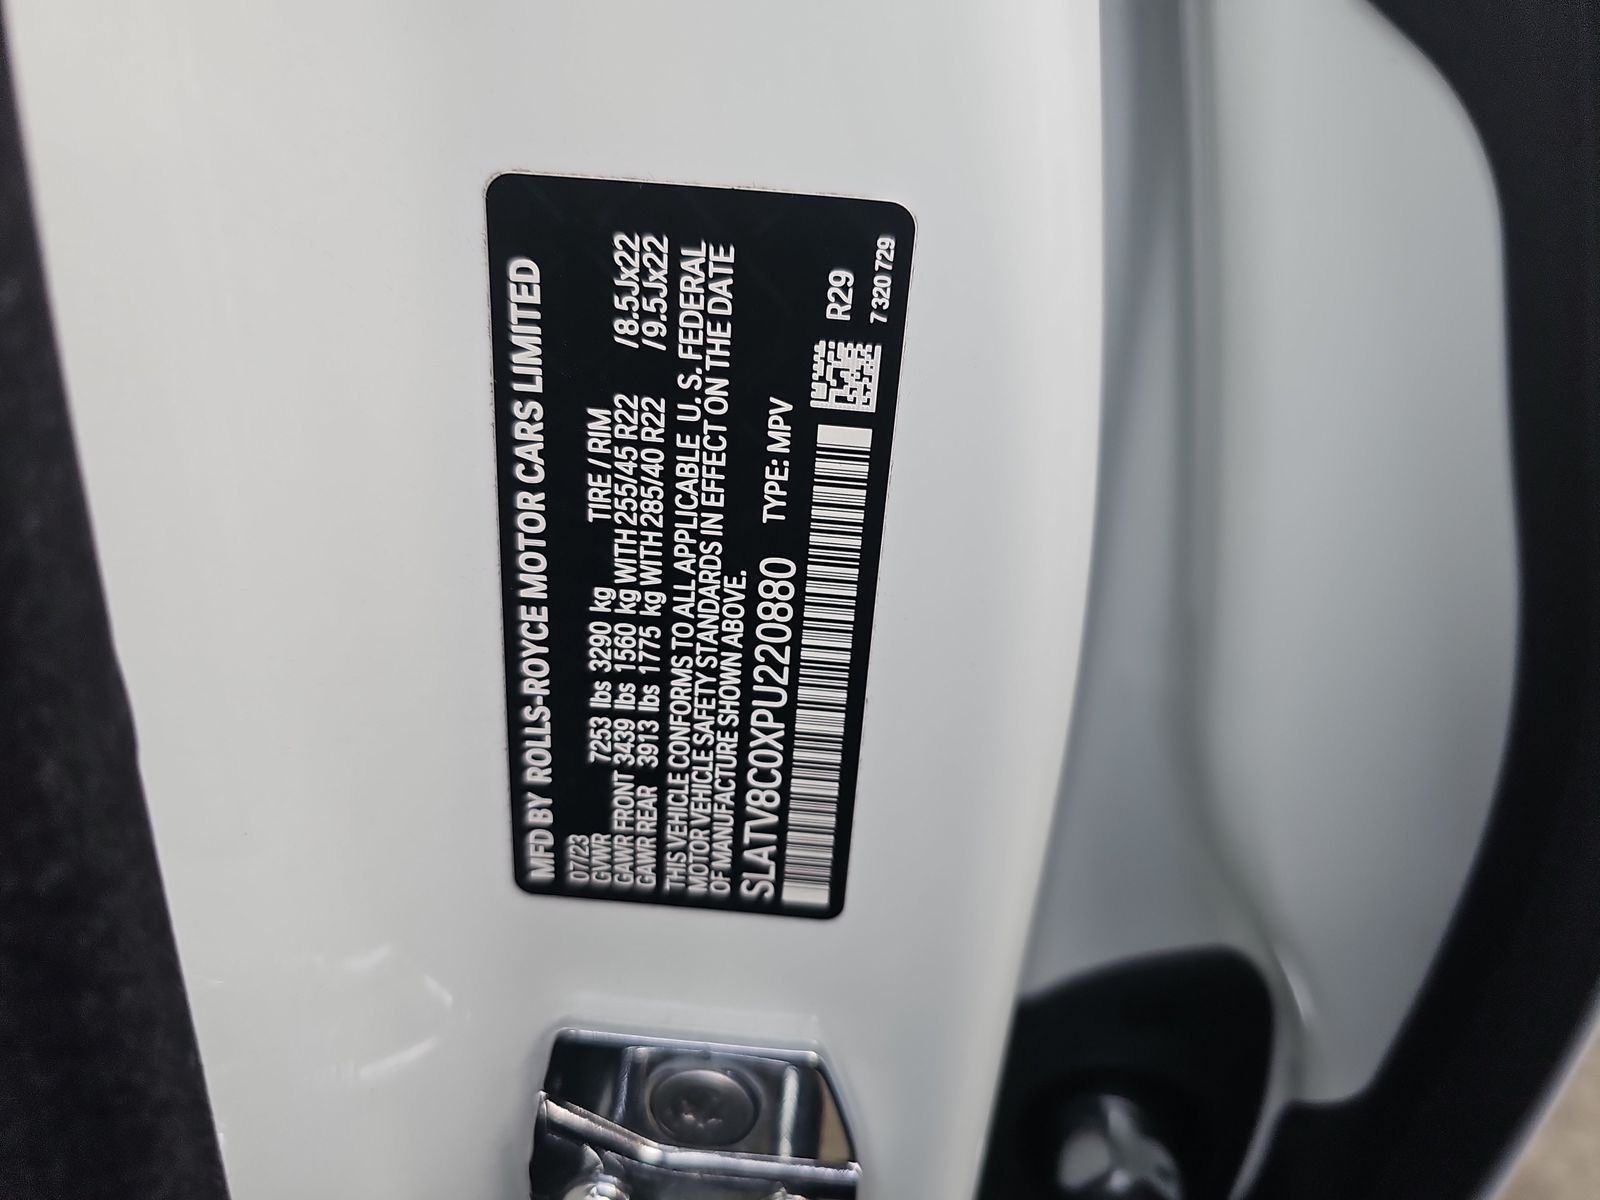 MFD BY ROLLS-ROYCE MOTOR CARS LIMITED
07/23
GVWR 7253 lbs 3290 kg TIRE / RIM
GAWR FRONT 3439 lbs 1560 kg WITH 255/45 R22 /8.5Jx22
GAWR REAR 3913 lbs 1775 kg WITH 285/40 R22 /9.5Jx22
THIS VEHICLE CONFORMS TO ALL APPLICABLE U. S. FEDERAL
MOTOR VEHICLE SAFETY STANDARDS IN EFFECT ON THE DATE
OF MANUFACTURE SHOWN ABOVE.
SLATV8C0XPU220880 TYPE: MPV
R29
7 320 729